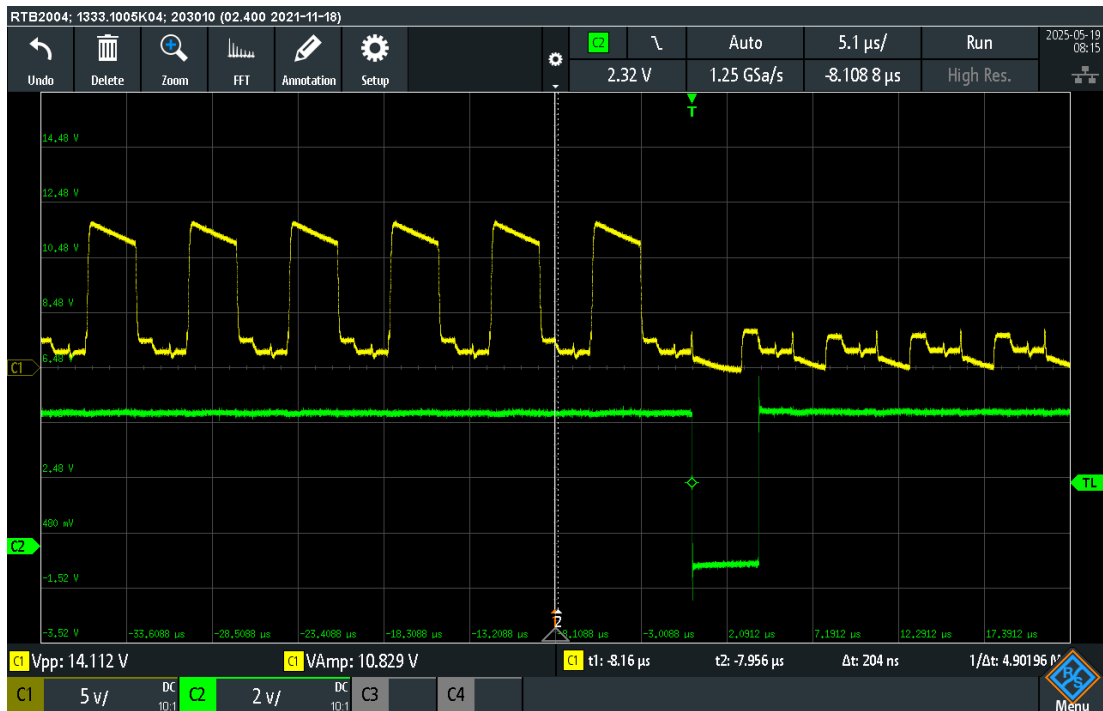 RTB2004; 1333.1005K04; 203010 (02.400 2021-11-18)
Undo Delete Zoom FFT Annotation Setup
C2 Auto 5.1 µs/ Run
2.32 V 1.25 GSa/s -8.108 8 µs High Res.
2025-05-19
08:15
T
14,48 V
12,48 V
10,48 V
8,48 V
6,48
C1
2,48 V
TL
480 mV
C2
-1,52 V
2
-3,52 V -33,6088 µs -28,5088 µs -23,4088 µs -18,3088 µs -13,2088 µs -8,1088 µs -3,0088 µs 2,0912 µs 7,1912 µs 12,2912 µs 17,3912 µs
C1 Vpp: 14.112 V C1 VAmp: 10.829 V C1 t1: -8.16 µs t2: -7.956 µs Δt: 204 ns 1/Δt: 4.90196
C1 5 V/ DC 10:1 C2 2 V/ DC 10:1 C3 C4
R/S
Menu